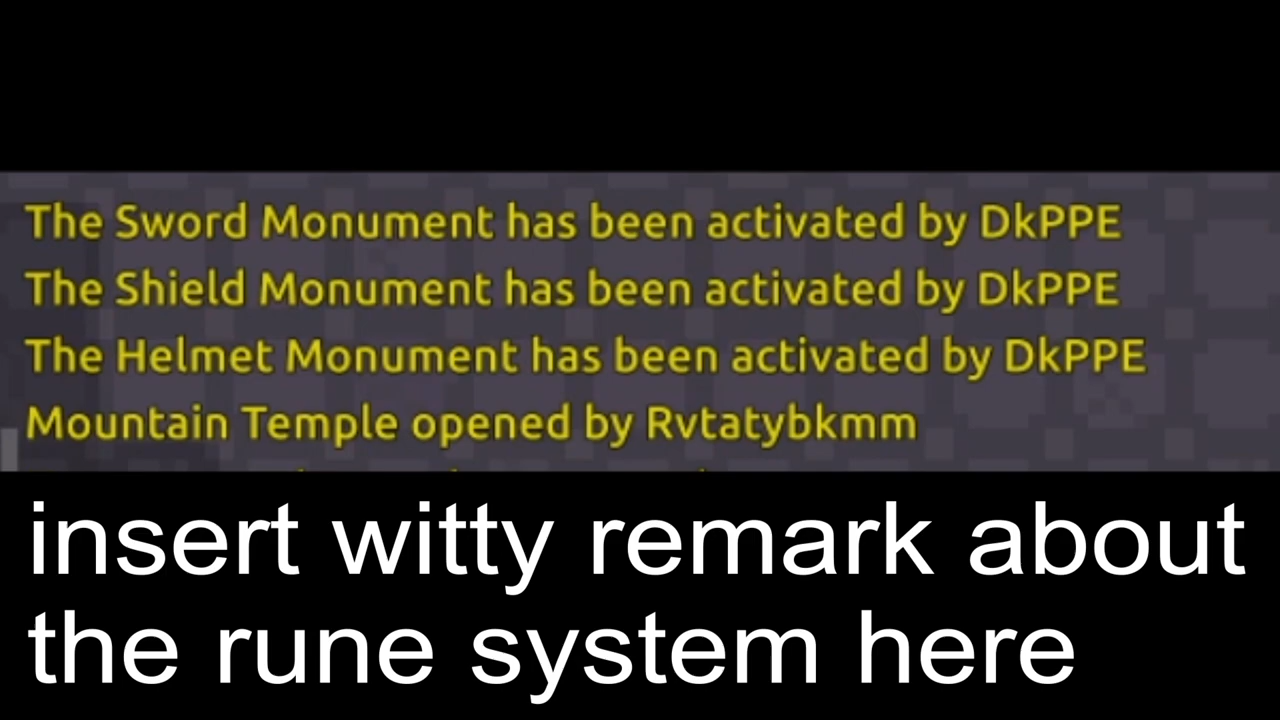 The Sword Monument has been activated by DkPPE
The Shield Monument has been activated by DkPPE
The Helmet Monument has been activated by DkPPE
Mountain Temple opened by Rvtatybkmm
insert witty remark about
the rune system here